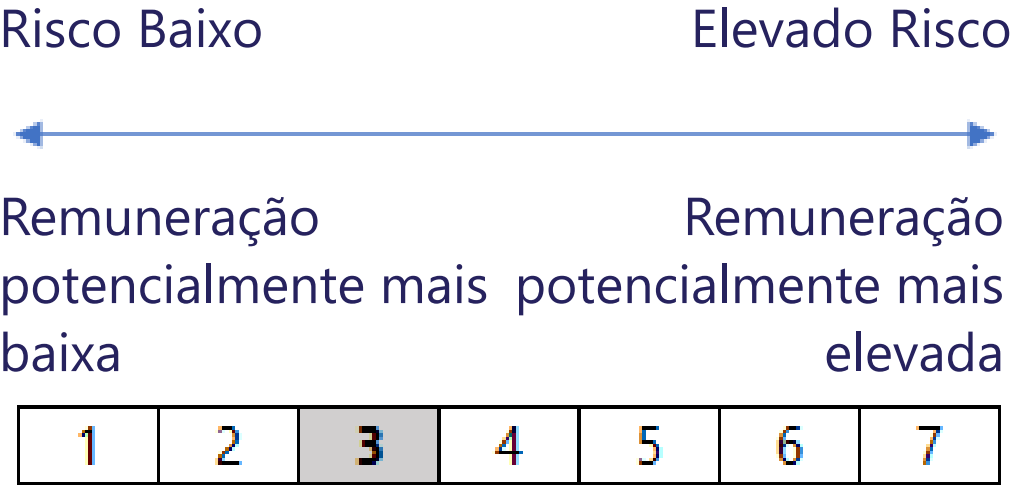 Risco Baixo Elevado Risco
Remuneração Remuneração
potencialmente mais potencialmente mais
baixa elevada
1 2 3 4 5 6 7